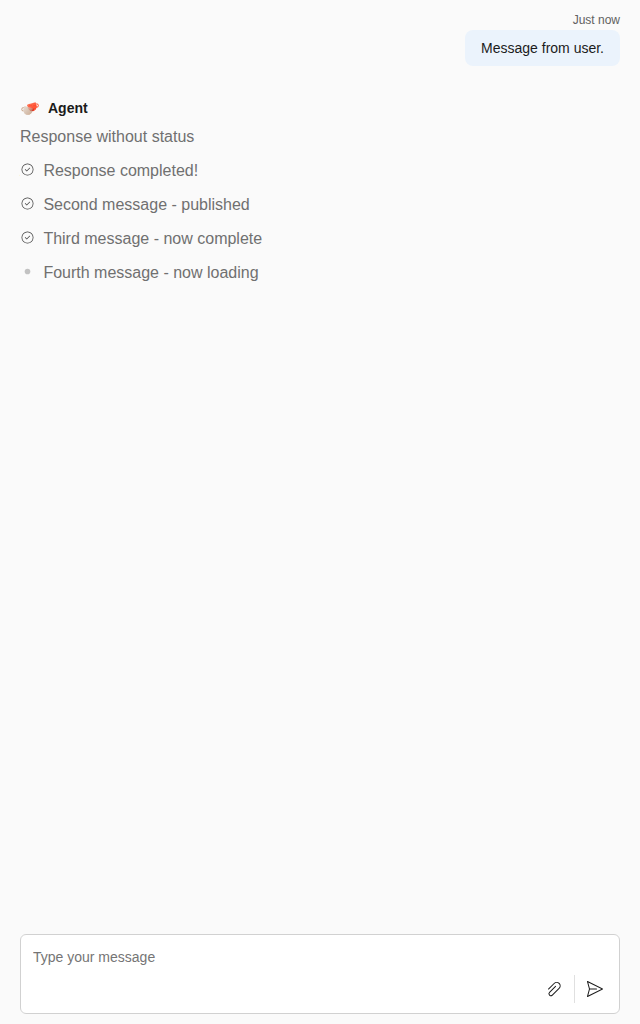 Just now
Message from user.
Agent
Response without status
Response completed!
Second message - published
Third message - now complete
Fourth message - now loading
Type your message